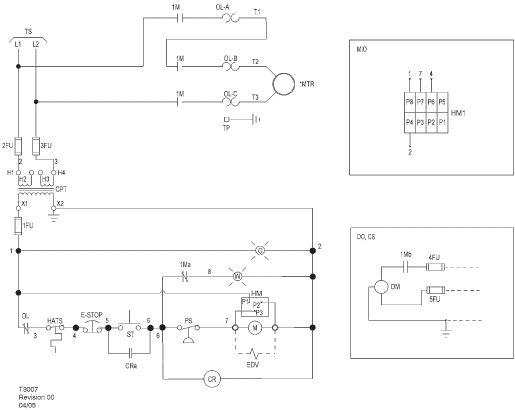 1M OL-A T1
TS
L1 L2
1M OL-B T2
*MTR
1M OL-C T3
TP
2FU 3FU
2 3
H1 H2 H3 H4
CPT
X1 X2
1FU
1 G 2
1Ma 8 W
HM
P1
P2*
*P3
OL HATS E-STOP 5 6 PS 7 M
3 4 ST 6
CRa
EDV
CR
MIO
1 7 4
P8 P7 P6 P5
HM1
P4 P3 P2 P1
2
DO, CS
1Mb 4FU
DM
5FU
T3007
Revision 00
04/05